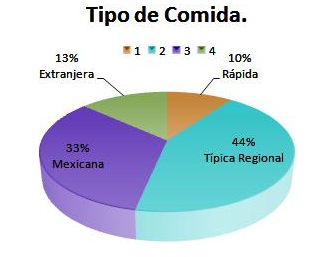 Tipo de Comida.
1 2 3 4
13%
Extranjera
10%
Rápida
33%
Mexicana
44%
Típica Regional